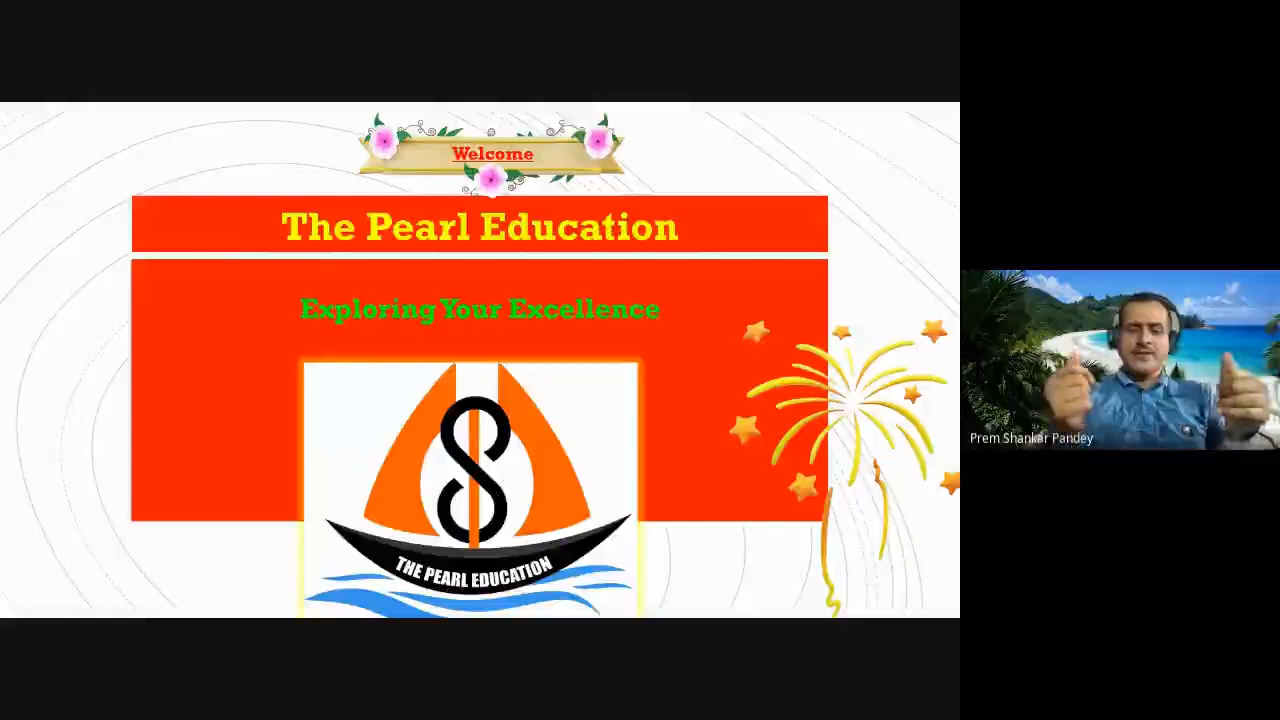 Welcome
The Pearl Education
Exploring Your Excellence
THE PEARL EDUCATION
Prem Shankar Pandey